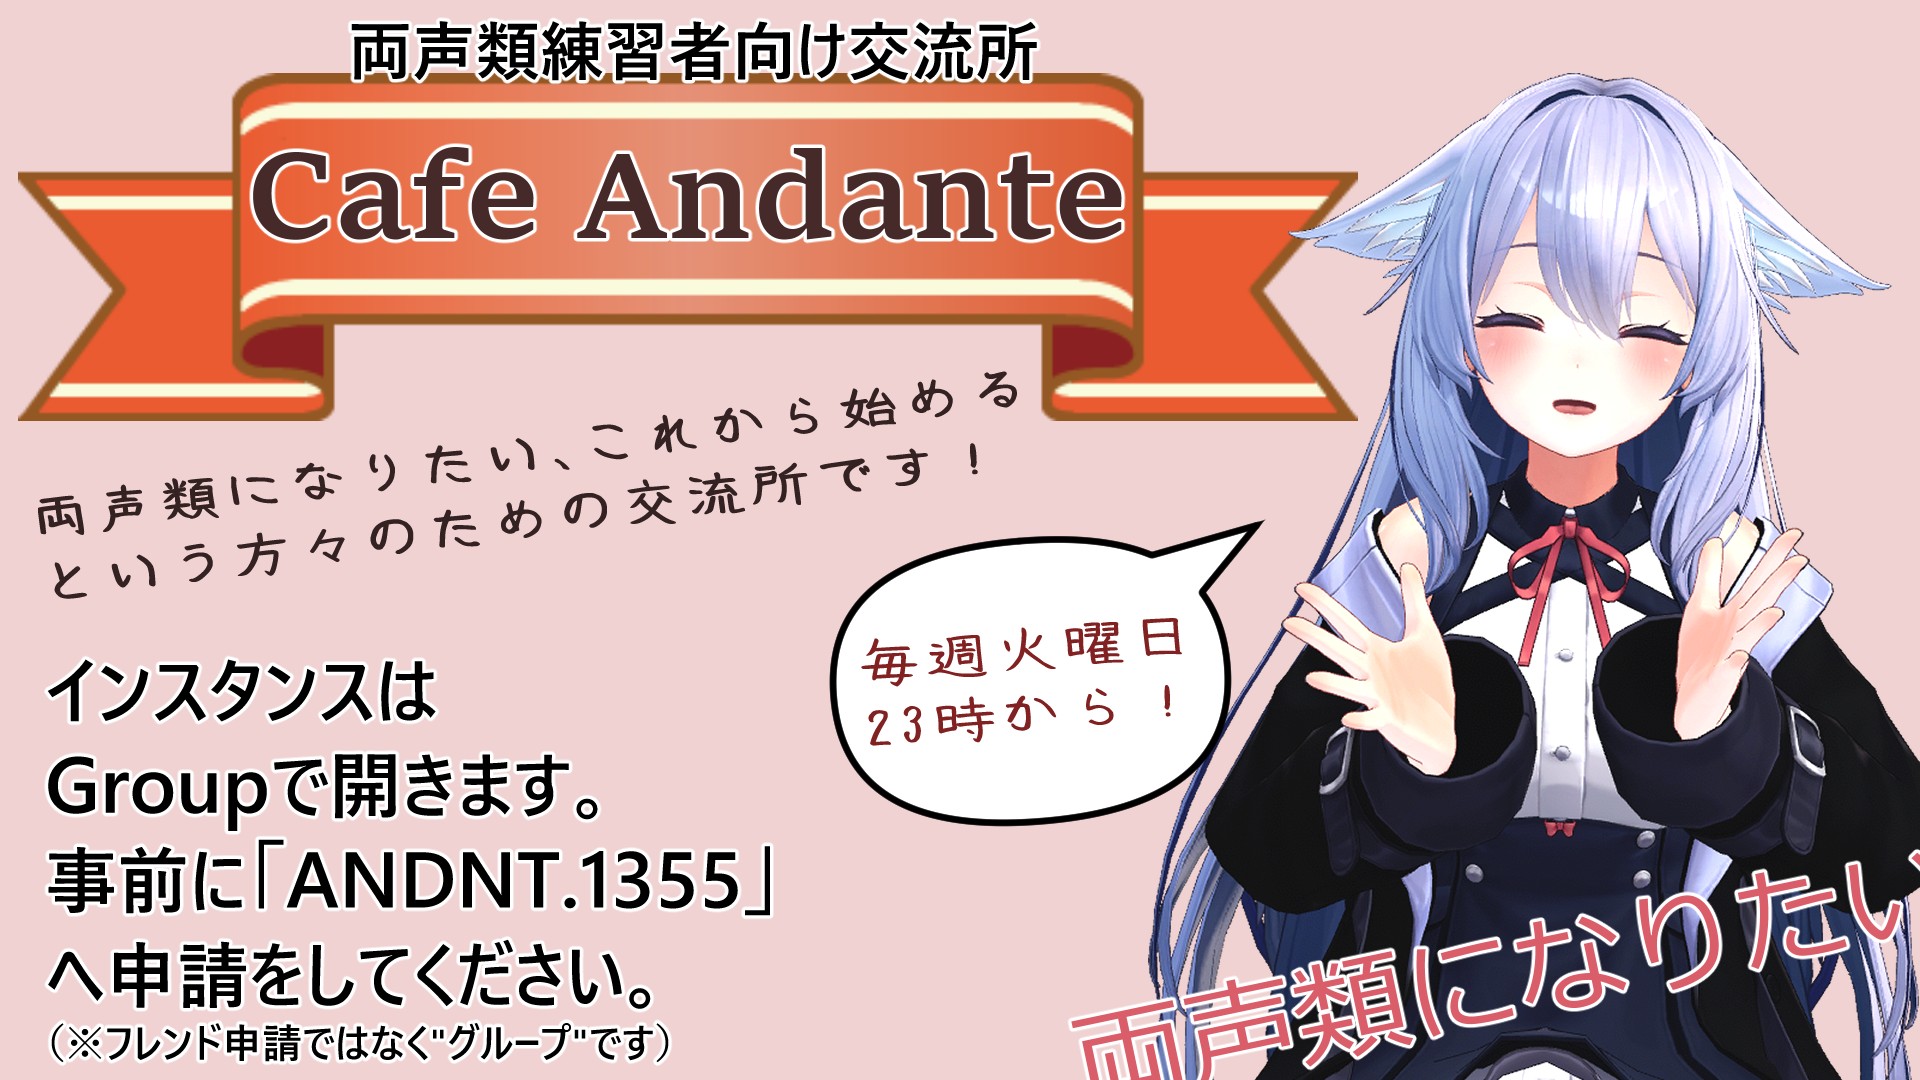 両声類練習者向け交流所
Cafe Andante
両声類になりたい、これから始める
という方々のための交流所です！
毎週火曜日
23時から！
インスタンスは
Groupで開きます。
事前に「ANDNT.1355」
へ申請をしてください。
（※フレンド申請ではなく"グループ"です）
両声類になりたい